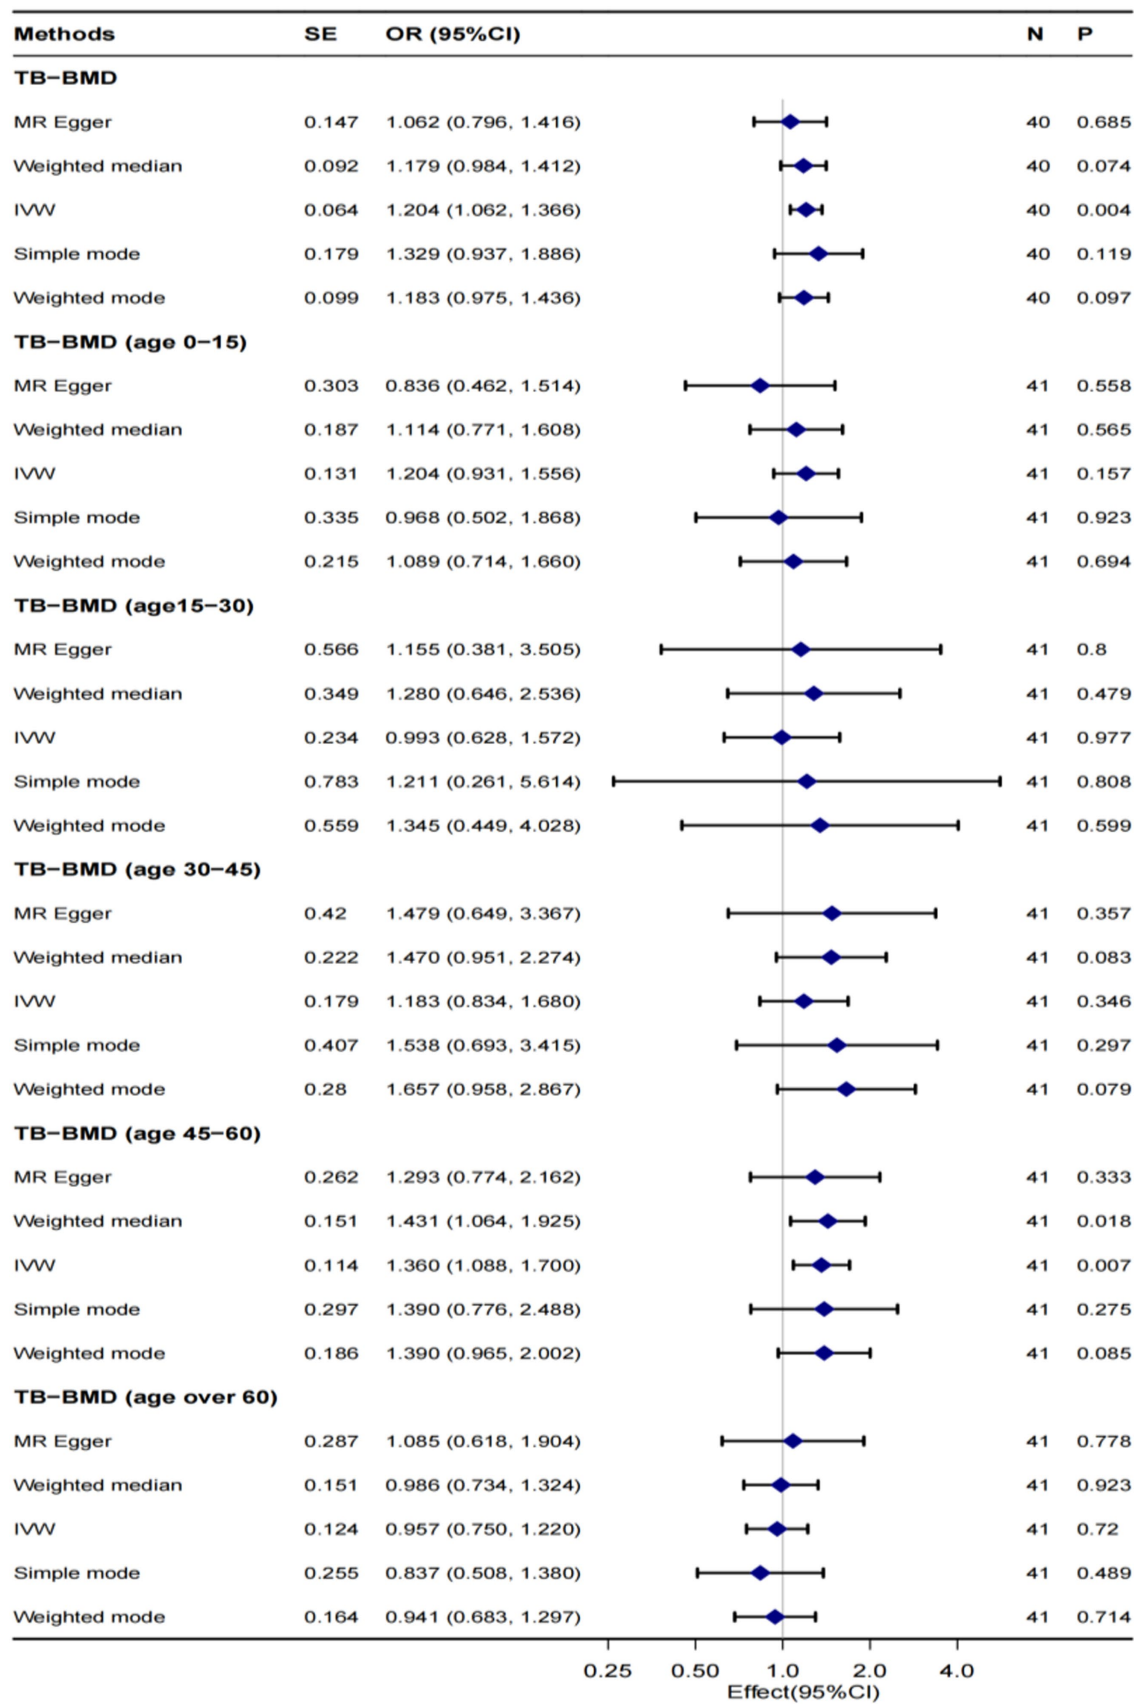 Methods SE OR (95%CI) N P
TB−BMD
MR Egger 0.147 1.062 (0.796, 1.416) 40 0.685
Weighted median 0.092 1.179 (0.984, 1.412) 40 0.074
IVW 0.064 1.204 (1.062, 1.366) 40 0.004
Simple mode 0.179 1.329 (0.937, 1.886) 40 0.119
Weighted mode 0.099 1.183 (0.975, 1.436) 40 0.097
TB−BMD (age 0−15)
MR Egger 0.303 0.836 (0.462, 1.514) 41 0.558
Weighted median 0.187 1.114 (0.771, 1.608) 41 0.565
IVW 0.131 1.204 (0.931, 1.556) 41 0.157
Simple mode 0.335 0.968 (0.502, 1.868) 41 0.923
Weighted mode 0.215 1.089 (0.714, 1.660) 41 0.694
TB−BMD (age15−30)
MR Egger 0.566 1.155 (0.381, 3.505) 41 0.8
Weighted median 0.349 1.280 (0.646, 2.536) 41 0.479
IVW 0.234 0.993 (0.628, 1.572) 41 0.977
Simple mode 0.783 1.211 (0.261, 5.614) 41 0.808
Weighted mode 0.559 1.345 (0.449, 4.028) 41 0.599
TB−BMD (age 30−45)
MR Egger 0.42 1.479 (0.649, 3.367) 41 0.357
Weighted median 0.222 1.470 (0.951, 2.274) 41 0.083
IVW 0.179 1.183 (0.834, 1.680) 41 0.346
Simple mode 0.407 1.538 (0.693, 3.415) 41 0.297
Weighted mode 0.28 1.657 (0.958, 2.867) 41 0.079
TB−BMD (age 45−60)
MR Egger 0.262 1.293 (0.774, 2.162) 41 0.333
Weighted median 0.151 1.431 (1.064, 1.925) 41 0.018
IVW 0.114 1.360 (1.088, 1.700) 41 0.007
Simple mode 0.297 1.390 (0.776, 2.488) 41 0.275
Weighted mode 0.186 1.390 (0.965, 2.002) 41 0.085
TB−BMD (age over 60)
MR Egger 0.287 1.085 (0.618, 1.904) 41 0.778
Weighted median 0.151 0.986 (0.734, 1.324) 41 0.923
IVW 0.124 0.957 (0.750, 1.220) 41 0.72
Simple mode 0.255 0.837 (0.508, 1.380) 41 0.489
Weighted mode 0.164 0.941 (0.683, 1.297) 41 0.714
0.25 0.50 1.0 2.0 4.0
Effect(95%CI)